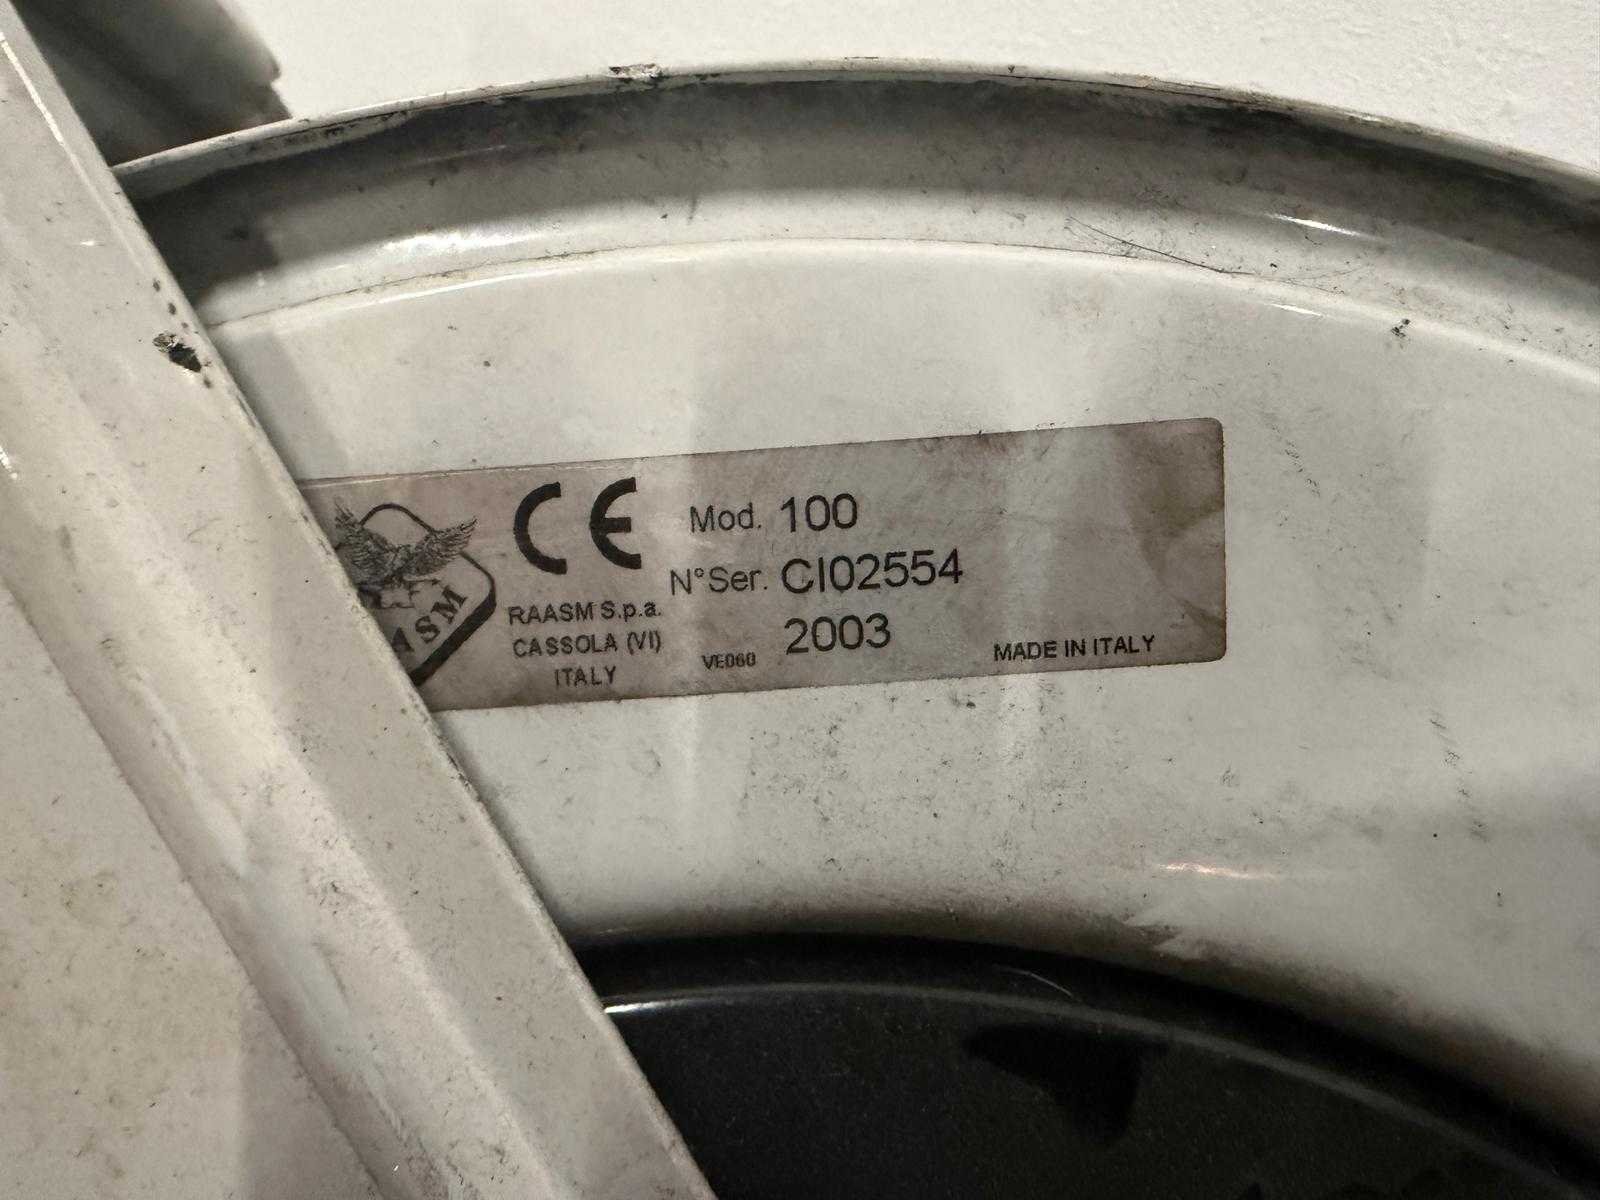 ASM
CE
RAASM S.p.a.
CASSOLA (VI)
ITALY
Mod. 100
N°Ser. CI02554
VE060 2003
MADE IN ITALY